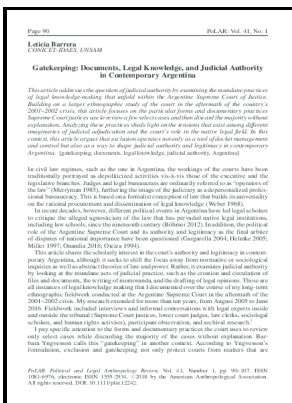 Page 90
PoLAR: Vol. 41, No. 1
Leticia Barrera
CONICET-IDAES, UNSAM
Gatekeeping: Documents, Legal Knowledge, and Judicial Authority
in Contemporary Argentina
This article addresses the question of judicial authority by examining the mundane practices
of legal knowledge-making that unfold within the Argentine Supreme Court of Justice.
Building on a larger ethnographic study of the court in the aftermath of the country's
2001–2002 crisis, this article focuses on the particular forms and documentary practices
Supreme Court justices use to review a few select cases and then discard the majority without
explanation. Analyzing these practices sheds light on the tensions that exist among different
imaginaries of judicial adjudication and the court's role in the native legal field. In this
context, this article argues that exclusion operates not only as a tool of docket management
and control but also as a way to shape judicial authority and legitimacy in contemporary
Argentina. [gatekeeping, documents, legal knowledge, judicial authority, Argentina]
In civil law regimes, such as the one in Argentina, the workings of the courts have been
traditionally portrayed as depoliticized activities vis-à-vis those of the executive and the
legislative branches. Judges and legal bureaucrats are ordinarily referred to as "operators of
the law" (Merryman 1985), furthering the image of the judiciary as a depersonalized profes-
sional bureaucracy. This is based on a formalist conception of law that builds its universality
on the rational procurement and dissemination of legal knowledge (Weber 1968).
In recent decades, however, different political events in Argentina have led legal scholars
to critique the alleged agnosticism of the law that has pervaded native legal institutions,
including law schools, since the nineteenth century (Böhmer 2012). In addition, the political
role of the Argentine Supreme Court and its authority and legitimacy as the final arbiter
of disputes of national importance have been questioned (Gargarella 2004; Helmke 2005;
Miller 1997; Onaindia 2016; Oteiza 1994).
This article shares the scholarly interest in the court's authority and legitimacy in contem-
porary Argentina, although it seeks to shift the focus away from normative or sociological
inquiries as well as abstract theories of law and power. Rather, it examines judicial authority
by looking at the mundane acts of judicial practice, such as the creation and circulation of
files and documents, the writing of memoranda, and the drafting of legal opinions. These are
all instances of legal knowledge making that I documented over the course of my long-term
ethnographic fieldwork conducted at the Argentine Supreme Court in the aftermath of the
2001–2002 crisis. My research extended for more than ten years, from August 2005 to June
2016. Fieldwork included interviews and informal conversations with legal experts inside
and outside the tribunal (Supreme Court justices, lower court judges, law clerks, sociolegal
scholars, and human rights activists), participant observation, and archival research.
I pay specific attention to the forms and documentary practices the court uses to review
only select cases while discarding the majority of the cases without explanation. Bar-
bara Yngvesson calls this "gatekeeping" in another context. According to Yngvesson's
formulation, exclusion and gatekeeping not only protect courts from matters that are
PoLAR: Political and Legal Anthropology Review, Vol. 41, Number 1, pp. 90–107. ISSN
1081-6976, electronic ISSN 1555-2934. © 2018 by the American Anthropological Association.
All rights reserved. DOI: 10.1111/plar.12242.